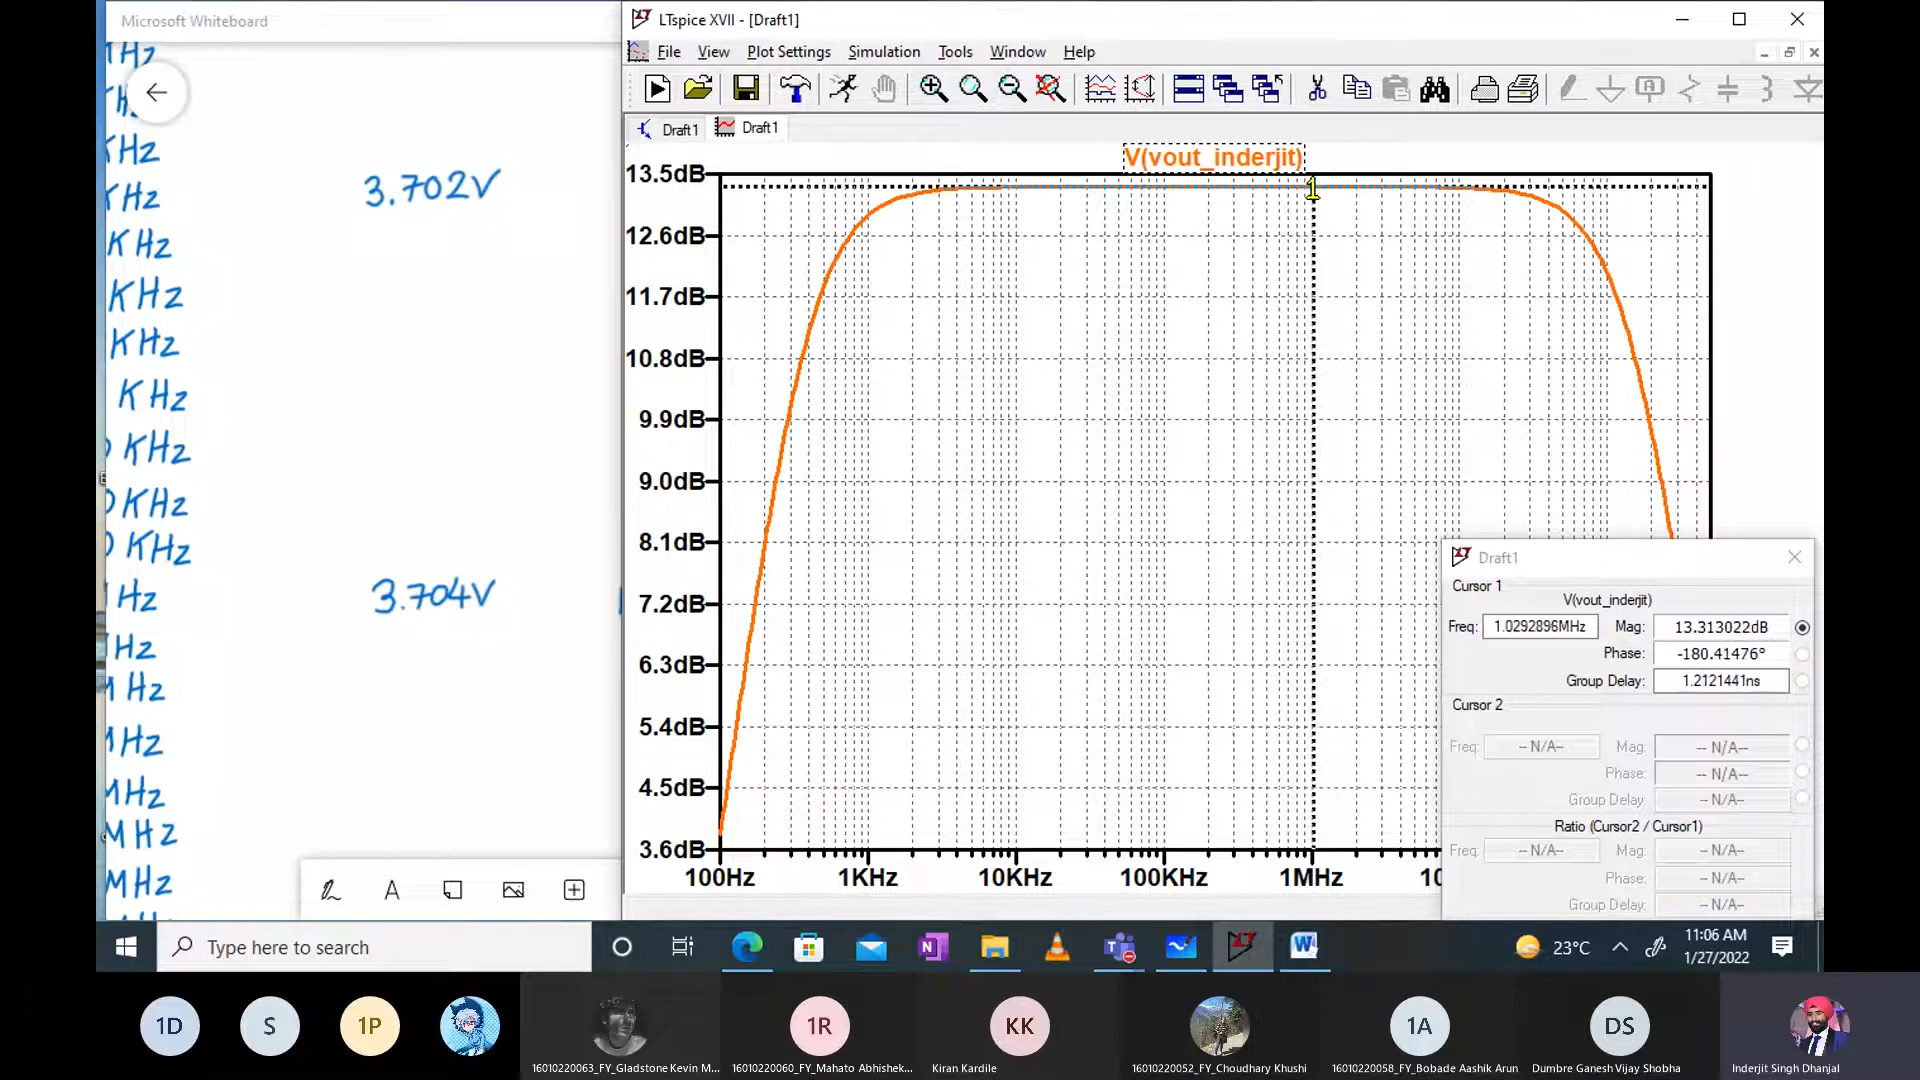 Microsoft Whiteboard
LTspice XVII - [Draft1]
File View Plot Settings Simulation Tools Window Help
Draft1 Draft1
V(vout_inderjit)
13.5dB
12.6dB
11.7dB
10.8dB
9.9dB
9.0dB
8.1dB
7.2dB
6.3dB
5.4dB
4.5dB
3.6dB
100Hz 1KHz 10KHz 100KHz 1MHz 10
1
Hz
KHz
KHz 3.702V
KHz
KHz
KHz
KHz
KHz
KHz
KHz
Hz 3.704V
Hz
MHz
MHz
MHz
MHz
MHz
Draft1
Cursor 1
V(vout_inderjit)
Freq: 1.0292896MHz Mag: 13.313022dB
Phase: -180.41476°
Group Delay: 1.2121441ns
Cursor 2
Freq: -- N/A-- Mag: -- N/A--
Phase: -- N/A--
Group Delay: -- N/A--
Ratio (Cursor2 / Cursor1)
Freq: -- N/A-- Mag: -- N/A--
Phase: -- N/A--
Group Delay: -- N/A--
Type here to search
23°C
11:06 AM
1/27/2022
1D S 1P 1R KK 1A DS
16010220063_FY_Gladstone Kevin M...
16010220060_FY_Mahato Abhishek...
Kiran Kardile
16010220052_FY_Choudhary Khushi
16010220058_FY_Bobade Aashik Arun
Dumbre Ganesh Vijay Shobha
Inderjit Singh Dhanjal